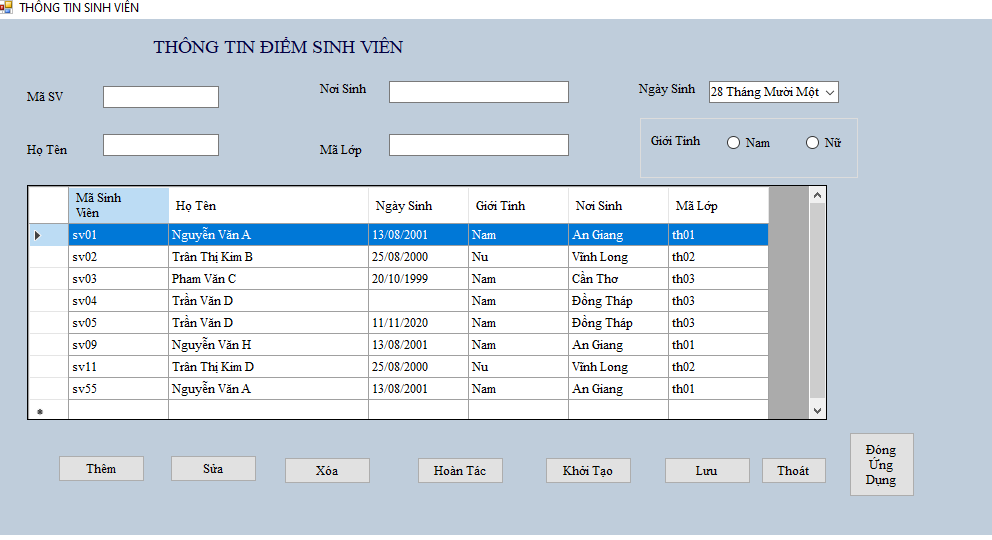 THÔNG TIN SINH VIÊN
THÔNG TIN ĐIỂM SINH VIÊN
Mã SV
Nơi Sinh
Ngày Sinh
28 Tháng Mười Một
Họ Tên
Mã Lớp
Giới Tính
Nam
Nữ
Mã Sinh
Viên
Họ Tên
Ngày Sinh
Giới Tính
Nơi Sinh
Mã Lớp
sv01 Nguyễn Văn A 13/08/2001 Nam An Giang th01
sv02 Trân Thị Kim B 25/08/2000 Nu Vĩnh Long th02
sv03 Pham Văn C 20/10/1999 Nam Cần Thơ th03
sv04 Trần Văn D Nam Đồng Tháp th03
sv05 Trần Văn D 11/11/2020 Nam Đồng Tháp th03
sv09 Nguyễn Văn H 13/08/2001 Nam An Giang th01
sv11 Trân Thị Kim D 25/08/2000 Nu Vĩnh Long th02
sv55 Nguyễn Văn A 13/08/2001 Nam An Giang th01
Thêm
Sửa
Xóa
Hoàn Tác
Khởi Tạo
Lưu
Thoát
Đóng
Ứng
Dụng